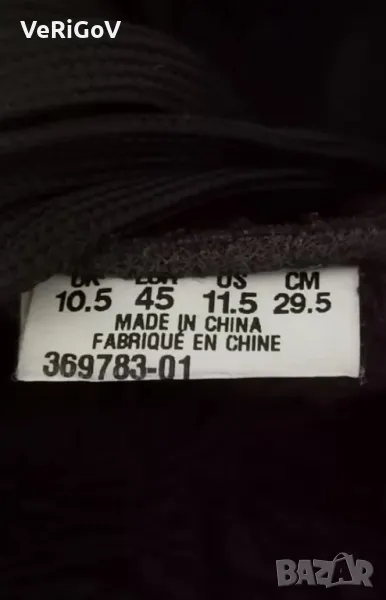 VeRiGoV
UK EUR US CM
10.5 45 11.5 29.5
MADE IN CHINA
FABRIQUÉ EN CHINE
369783-01
BAZAR